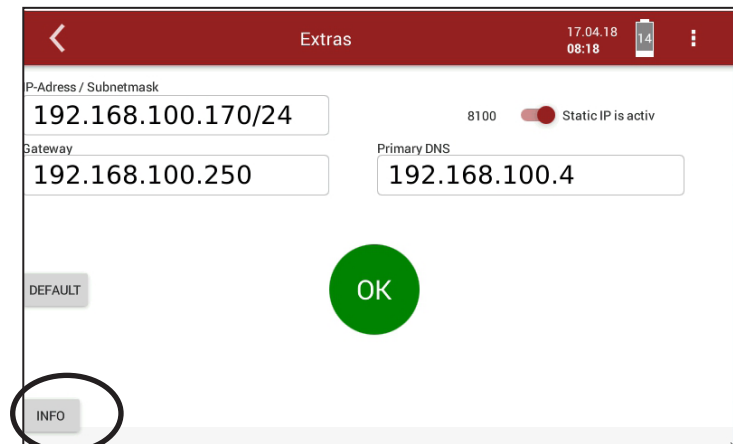 Extras
17.04.18
08:18
14
IP-Adress / Subnetmask
192.168.100.170/24
8100 Static IP is activ
Gateway
192.168.100.250
Primary DNS
192.168.100.4
DEFAULT
OK
INFO